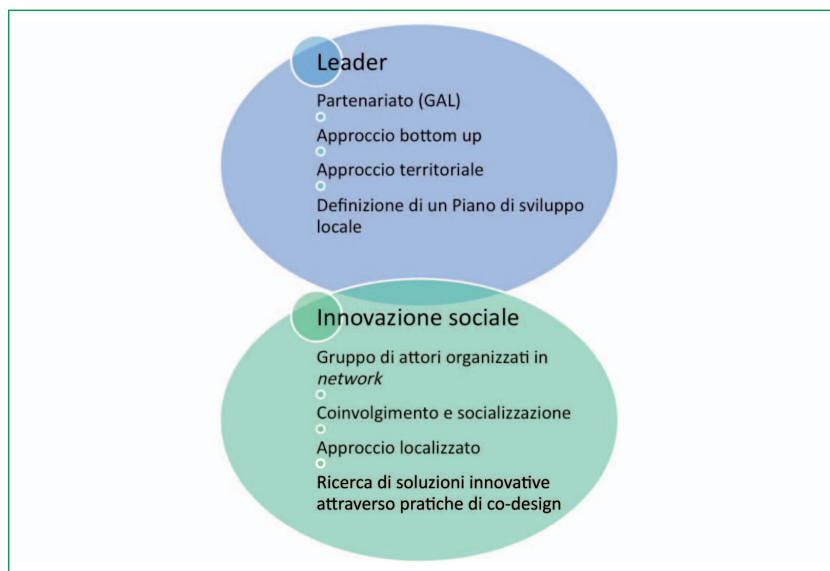 Leader
Partenariato (GAL)
Approccio bottom up
Approccio territoriale
Definizione di un Piano di sviluppo
locale
Innovazione sociale
Gruppo di attori organizzati in
network
Coinvolgimento e socializzazione
Approccio localizzato
Ricerca di soluzioni innovative
attraverso pratiche di co-design